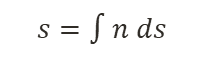 s = ∫ n ds